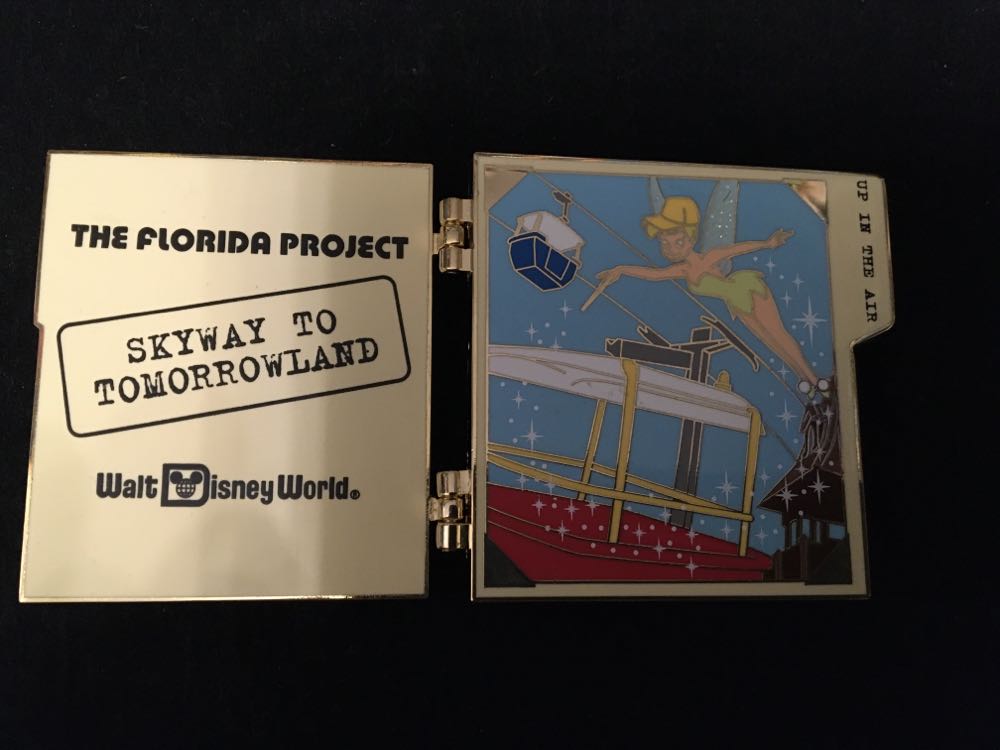 THE FLORIDA PROJECT
SKYWAY TO
TOMORROWLAND
Walt Disney World®
UP IN THE AIR